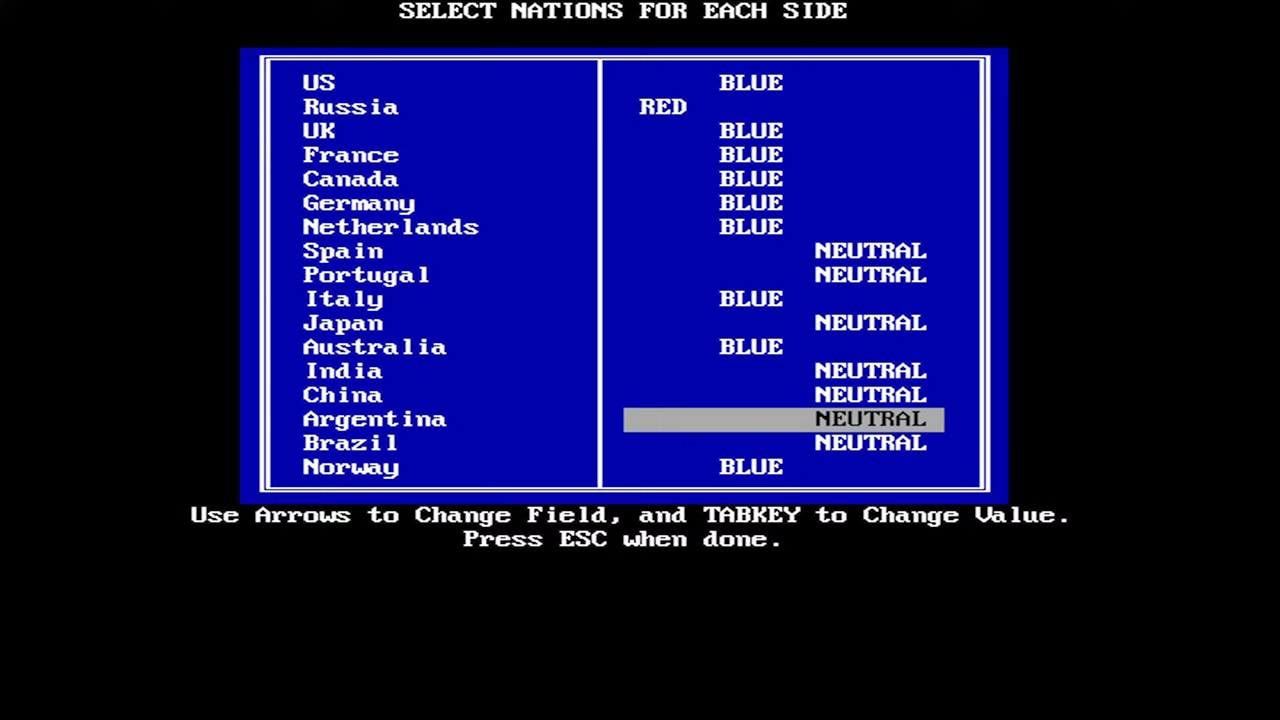 SELECT NATIONS FOR EACH SIDE
US BLUE
Russia RED
UK BLUE
France BLUE
Canada BLUE
Germany BLUE
Netherlands BLUE
Spain NEUTRAL
Portugal NEUTRAL
Italy BLUE
Japan NEUTRAL
Australia BLUE
India NEUTRAL
China NEUTRAL
Argentina NEUTRAL
Brazil NEUTRAL
Norway BLUE
Use Arrows to Change Field, and TABKEY to Change Value.
Press ESC when done.